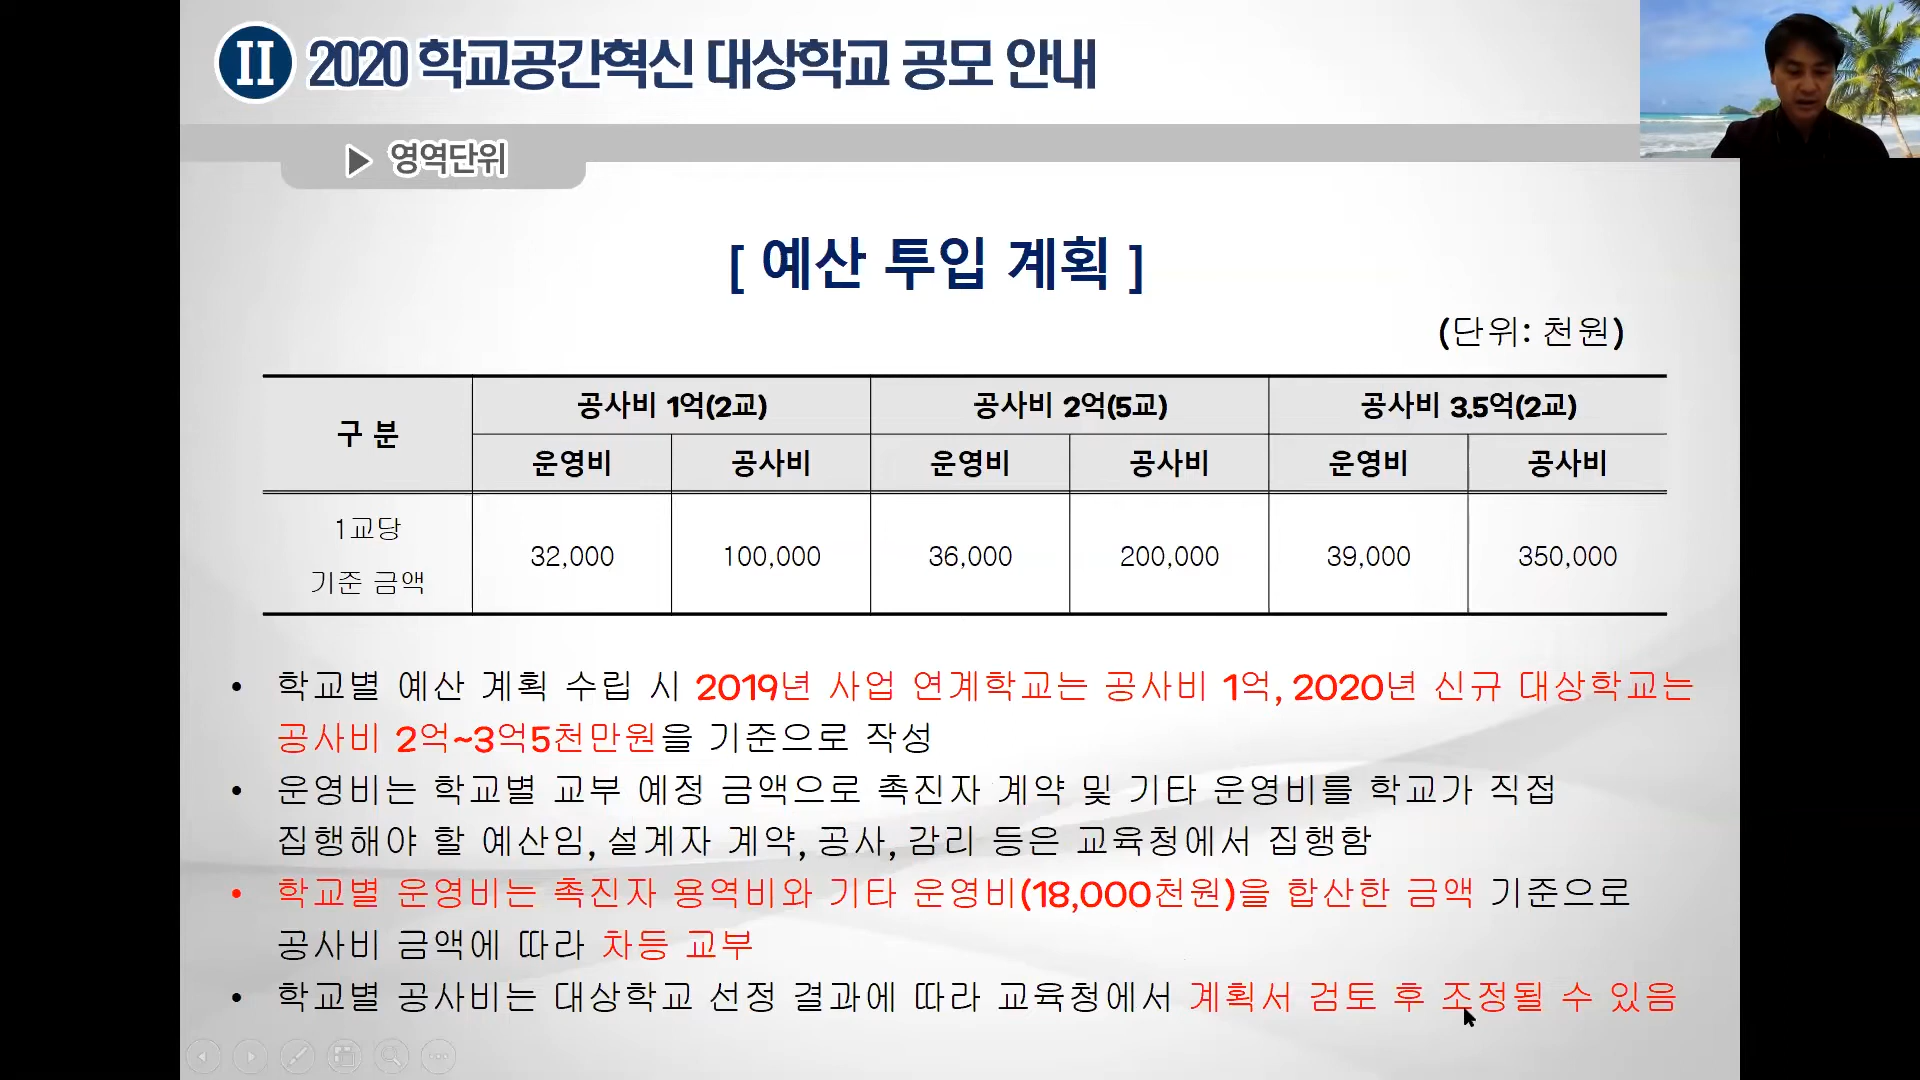 II 2020 학교공간혁신 대상학교 공모 안내
▶ 영역단위
[ 예산 투입 계획 ]
(단위: 천원)
구 분 공사비 1억(2교) 공사비 2억(5교) 공사비 3.5억(2교)
운영비 공사비 운영비 공사비 운영비 공사비
1교당
기준 금액
32,000 100,000 36,000 200,000 39,000 350,000
• 학교별 예산 계획 수립 시 2019년 사업 연계학교는 공사비 1억, 2020년 신규 대상학교는
공사비 2억~3억5천만원을 기준으로 작성
• 운영비는 학교별 교부 예정 금액으로 촉진자 계약 및 기타 운영비를 학교가 직접
집행해야 할 예산임, 설계자 계약, 공사, 감리 등은 교육청에서 집행함
• 학교별 운영비는 촉진자 용역비와 기타 운영비(18,000천원)을 합산한 금액 기준으로
공사비 금액에 따라 차등 교부
• 학교별 공사비는 대상학교 선정 결과에 따라 교육청에서 계획서 검토 후 조정될 수 있음